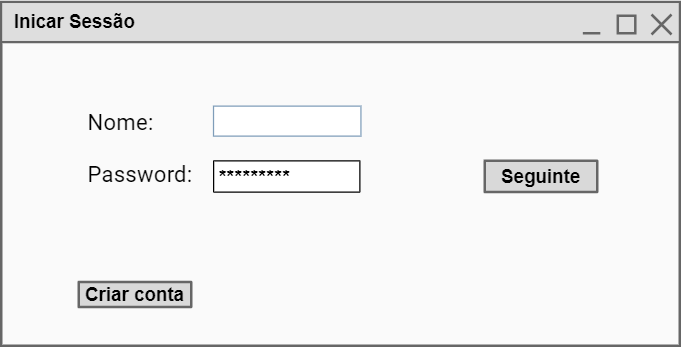 Inicar Sessão
Nome:
Password: *********
Seguinte
Criar conta